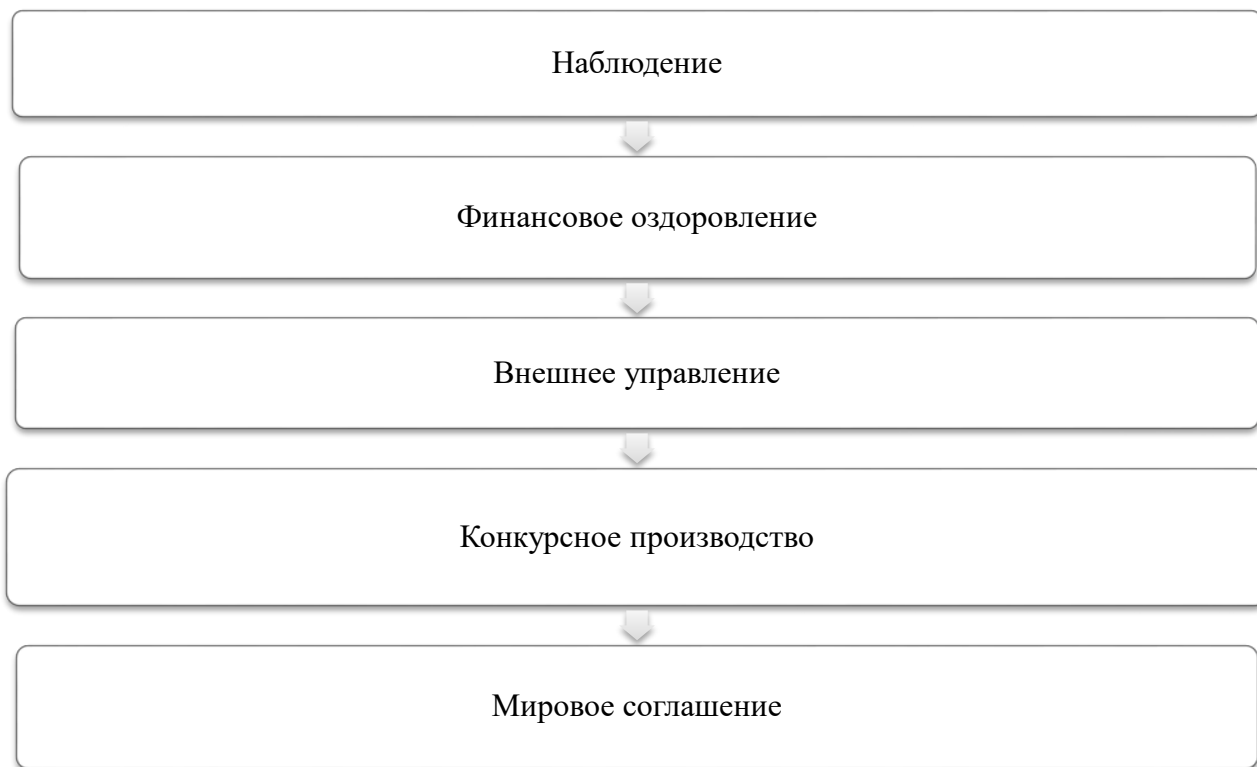 Наблюдение
Финансовое оздоровление
Внешнее управление
Конкурсное производство
Мировое соглашение